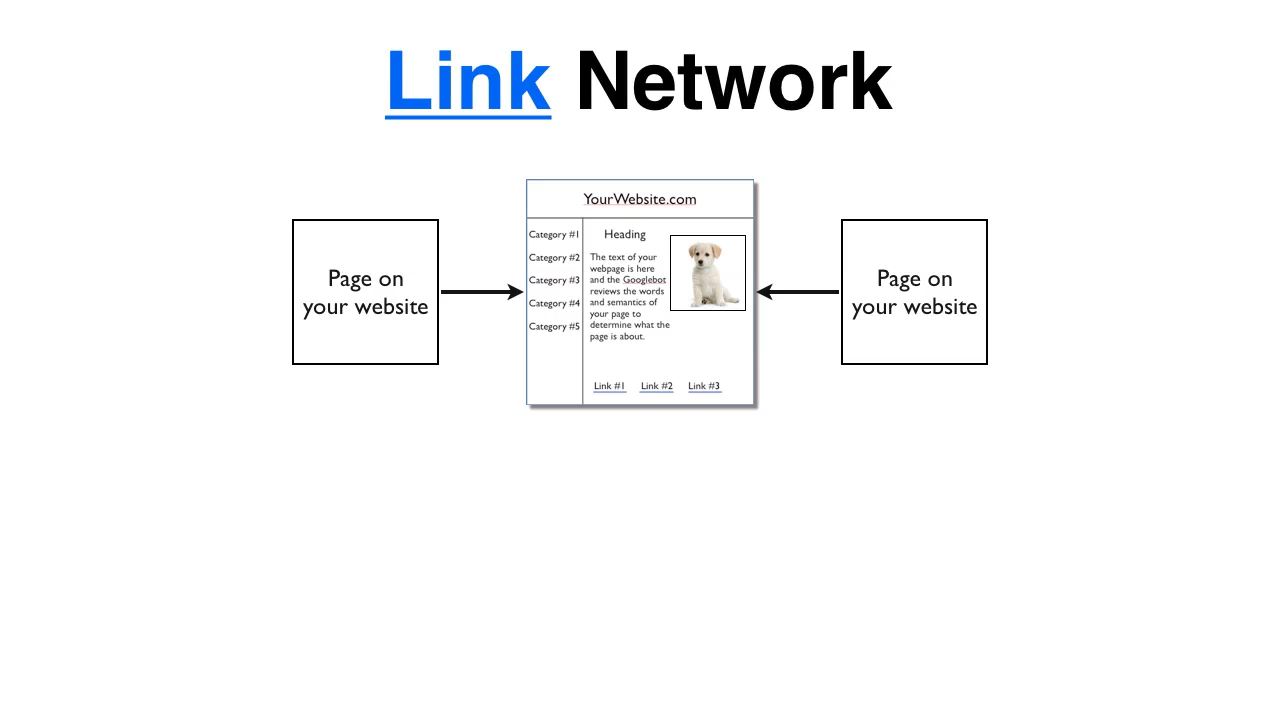 Link Network
YourWebsite.com
Page on
your website
Category #1
Category #2
Category #3
Category #4
Category #5
Heading
The text of your
webpage is here
and the Googlebot
reviews the words
and semantics of
your page to
determine what the
page is about.
Link #1 Link #2 Link #3
Page on
your website